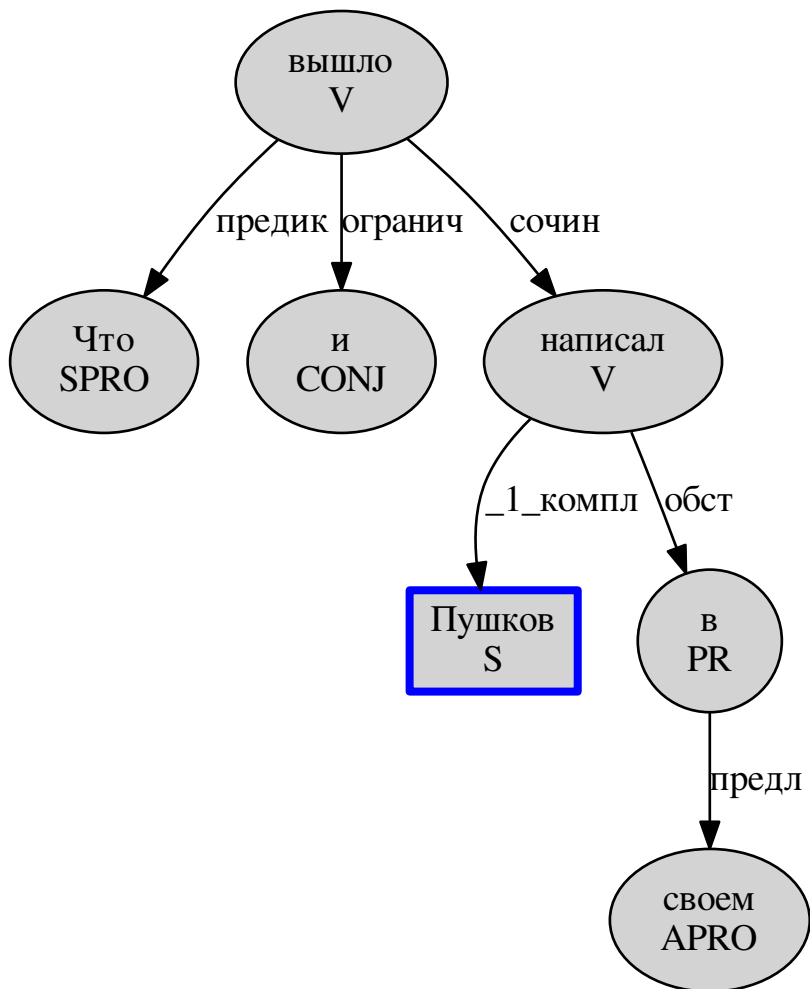 вышло
V
предик
огранич
сочин
Что
SPRO
и
CONJ
написал
V
_1_компл
обст
Пушков
S
в
PR
предл
своем
APRO